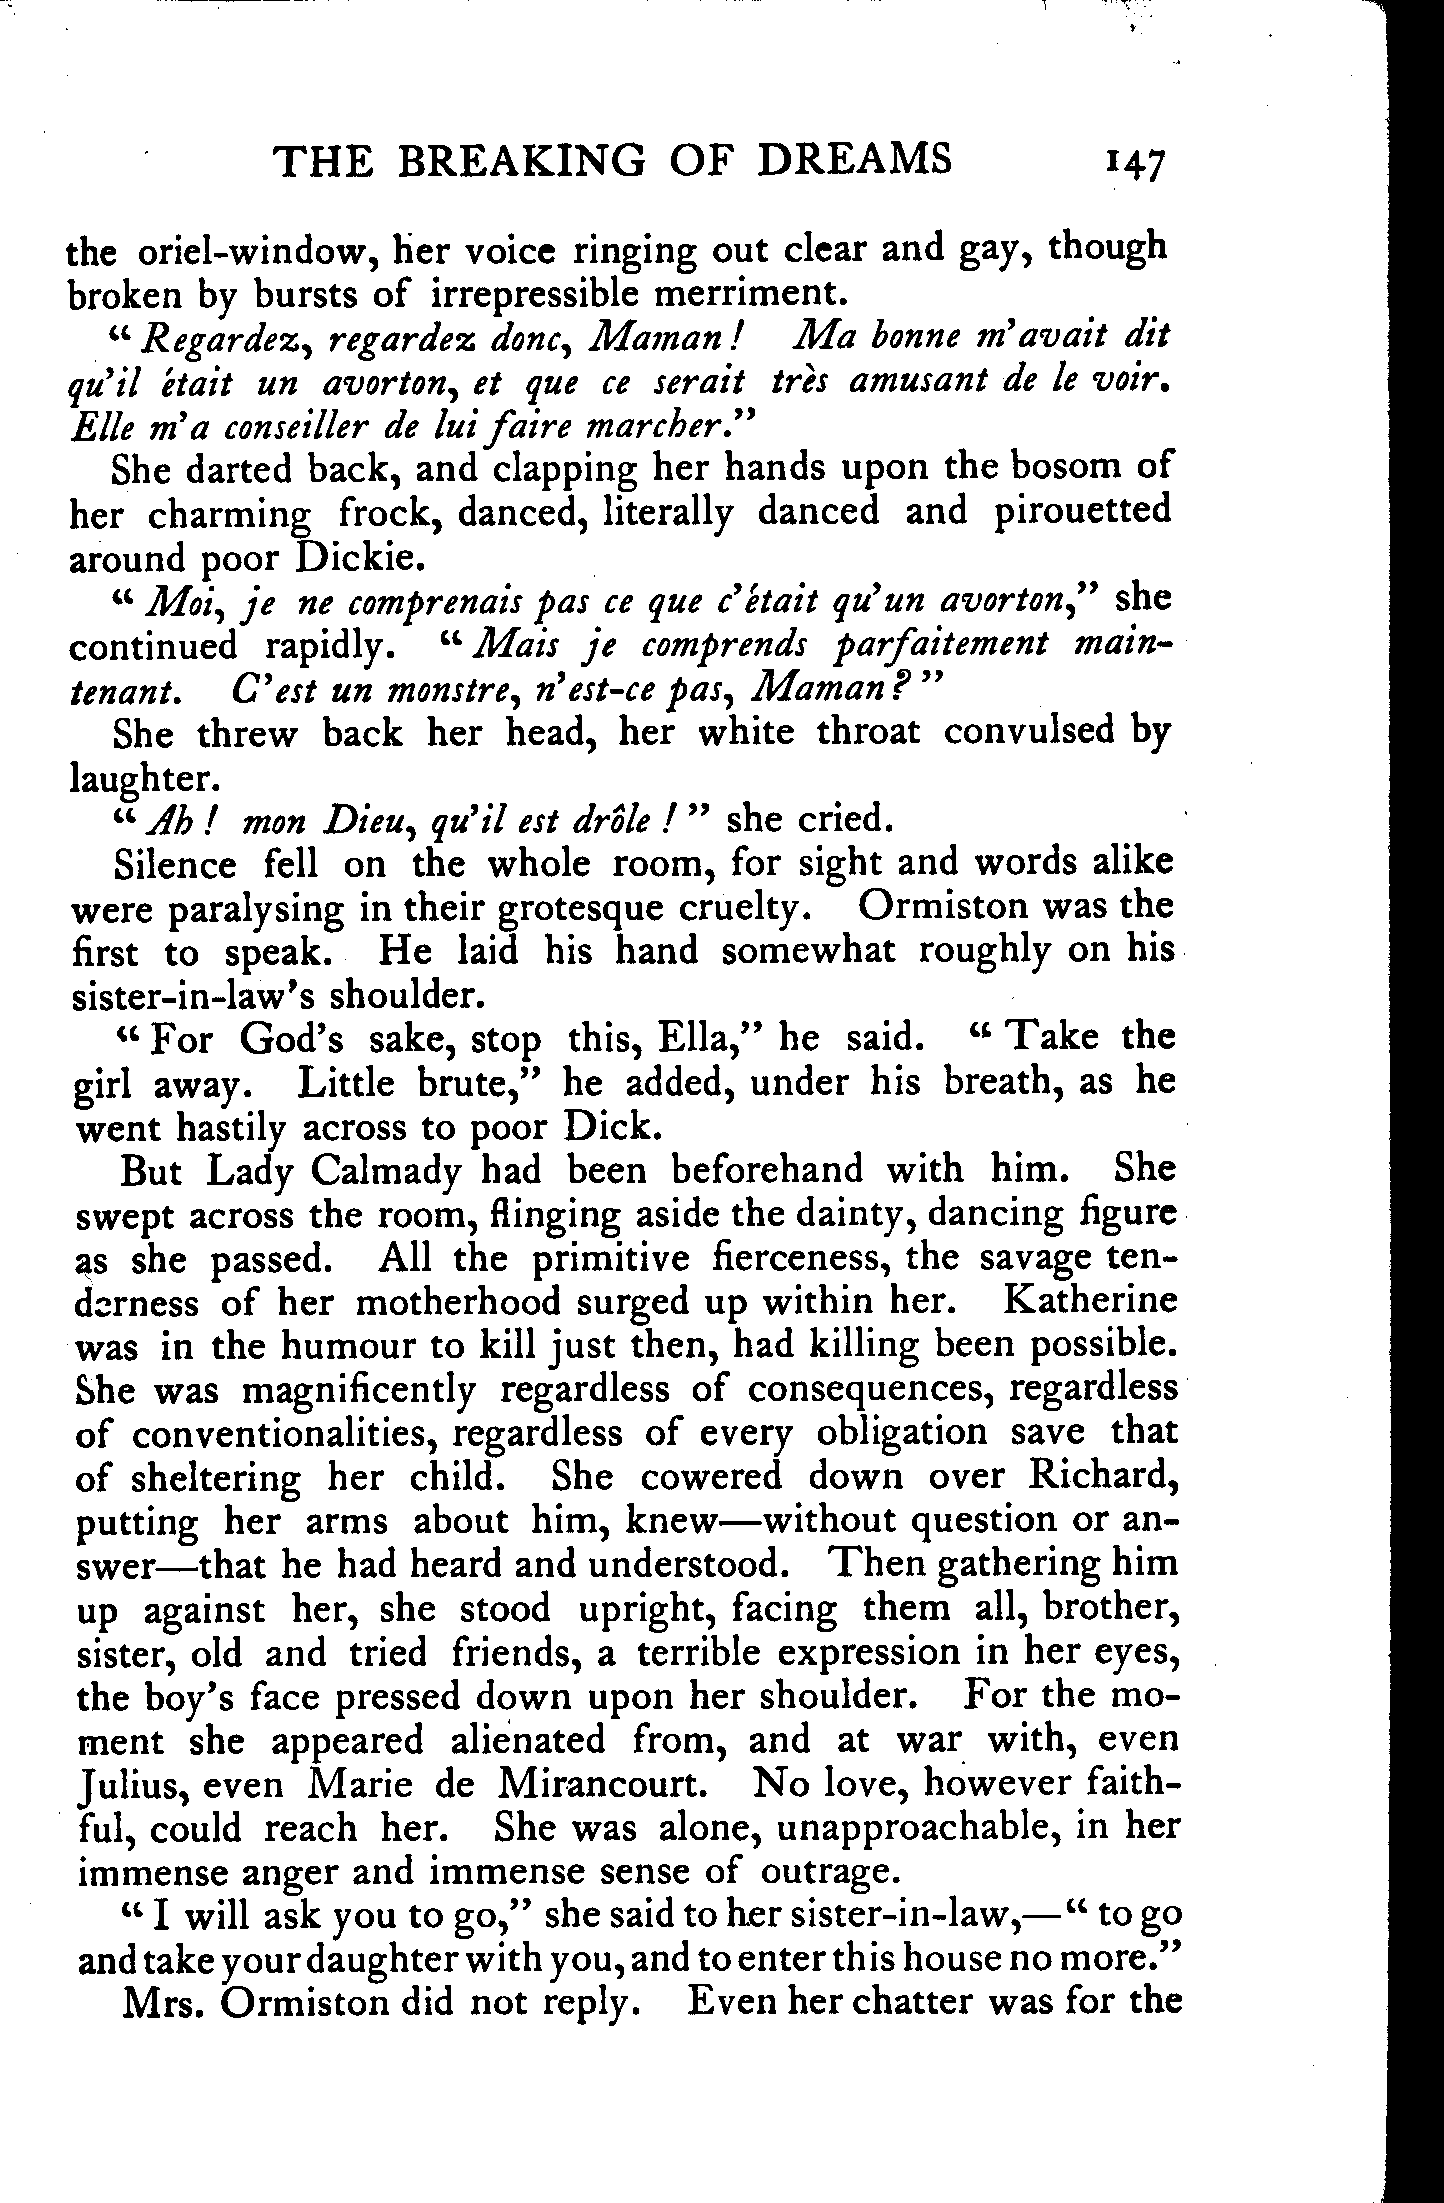 THE BREAKING OF DREAMS 147
the oriel-window, her voice ringing out clear and gay, though
broken by bursts of irrepressible merriment.
“ Regardez, regardez donc, Maman ! Ma bonne m’avait dit
qu’il était un avorton, et que ce serait très amusant de le voir.
Elle m’a conseiller de lui faire marcher.”
She darted back, and clapping her hands upon the bosom of
her charming frock, danced, literally danced and pirouetted
around poor Dickie.
“ Moi, je ne comprenais pas ce que c’était qu’un avorton,” she
continued rapidly. “ Mais je comprends parfaitement main-
tenant. C’est un monstre, n’est-ce pas, Maman ? ”
She threw back her head, her white throat convulsed by
laughter.
“ Ah ! mon Dieu, qu’il est drôle ! ” she cried.
Silence fell on the whole room, for sight and words alike
were paralysing in their grotesque cruelty. Ormiston was the
first to speak. He laid his hand somewhat roughly on his
sister-in-law’s shoulder.
“ For God’s sake, stop this, Ella,” he said. “ Take the
girl away. Little brute,” he added, under his breath, as he
went hastily across to poor Dick.
But Lady Calmady had been beforehand with him. She
swept across the room, flinging aside the dainty, dancing figure
as she passed. All the primitive fierceness, the savage ten-
derness of her motherhood surged up within her. Katherine
was in the humour to kill just then, had killing been possible.
She was magnificently regardless of consequences, regardless
of conventionalities, regardless of every obligation save that
of sheltering her child. She cowered down over Richard,
putting her arms about him, knew—without question or an-
swer—that he had heard and understood. Then gathering him
up against her, she stood upright, facing them all, brother,
sister, old and tried friends, a terrible expression in her eyes,
the boy’s face pressed down upon her shoulder. For the mo-
ment she appeared alienated from, and at war with, even
Julius, even Marie de Mirancourt. No love, however faith-
ful, could reach her. She was alone, unapproachable, in her
immense anger and immense sense of outrage.
“ I will ask you to go,” she said to her sister-in-law,—“ to go
and take your daughter with you, and to enter this house no more.”
Mrs. Ormiston did not reply. Even her chatter was for the